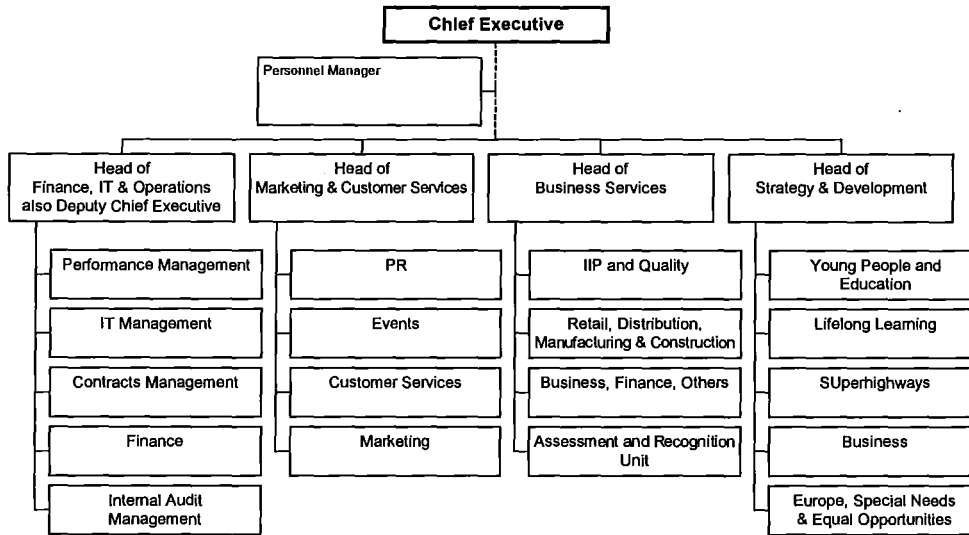 Chief Executive
Personnel Manager
Head of
Finance, IT & Operations
also Deputy Chief Executive
Head of
Marketing & Customer Services
Head of
Business Services
Head of
Strategy & Development
Performance Management
IT Management
Contracts Management
Finance
Internal Audit
Management
PR
Events
Customer Services
Marketing
IIP and Quality
Retail, Distribution,
Manufacturing & Construction
Business, Finance, Others
Assessment and Recognition
Unit
Young People and
Education
Lifelong Learning
SUperhighways
Business
Europe, Special Needs
& Equal Opportunities